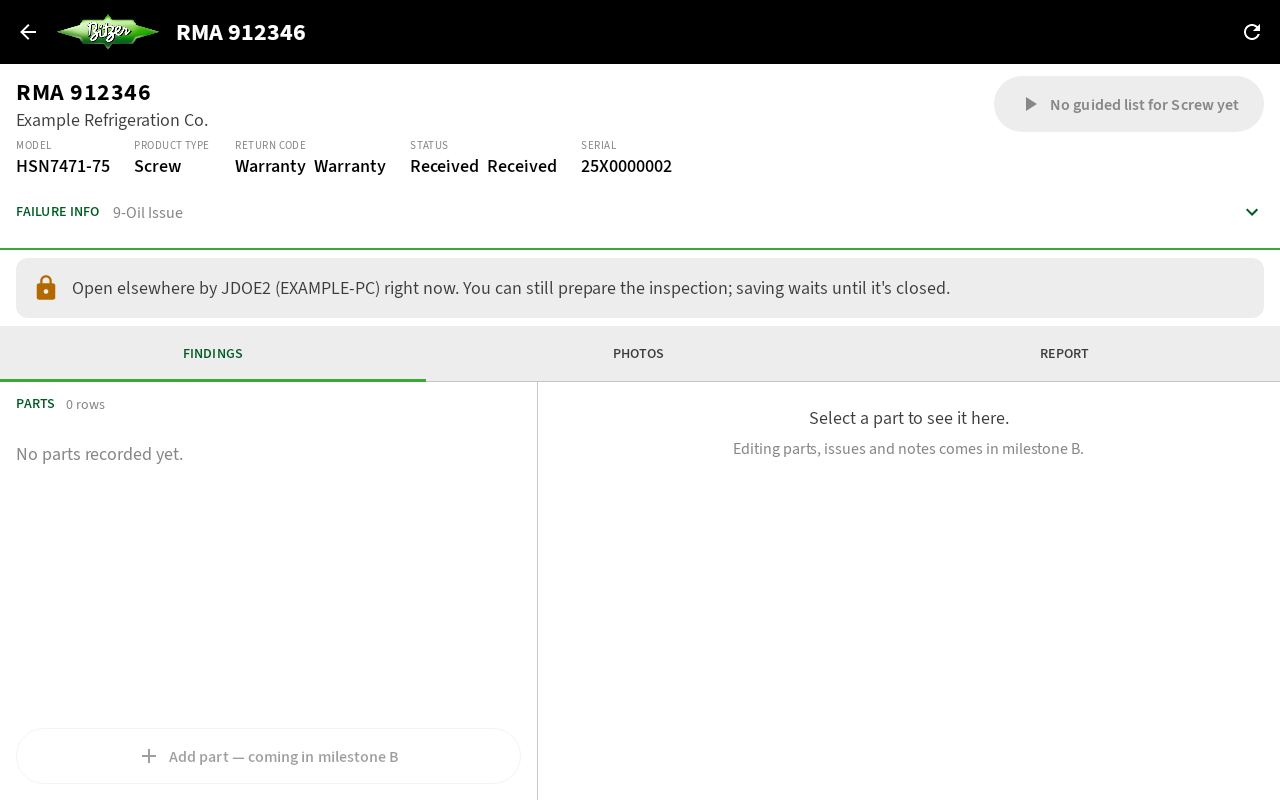 Bitzer
RMA 912346
RMA 912346
Example Refrigeration Co.
No guided list for Screw yet
MODEL
HSN7471-75
PRODUCT TYPE
Screw
RETURN CODE
Warranty Warranty
STATUS
Received Received
SERIAL
25X0000002
FAILURE INFO 9-Oil Issue
Open elsewhere by JDOE2 (EXAMPLE-PC) right now. You can still prepare the inspection; saving waits until it's closed.
FINDINGS
PHOTOS
REPORT
PARTS 0 rows
No parts recorded yet.
Add part — coming in milestone B
Select a part to see it here.
Editing parts, issues and notes comes in milestone B.